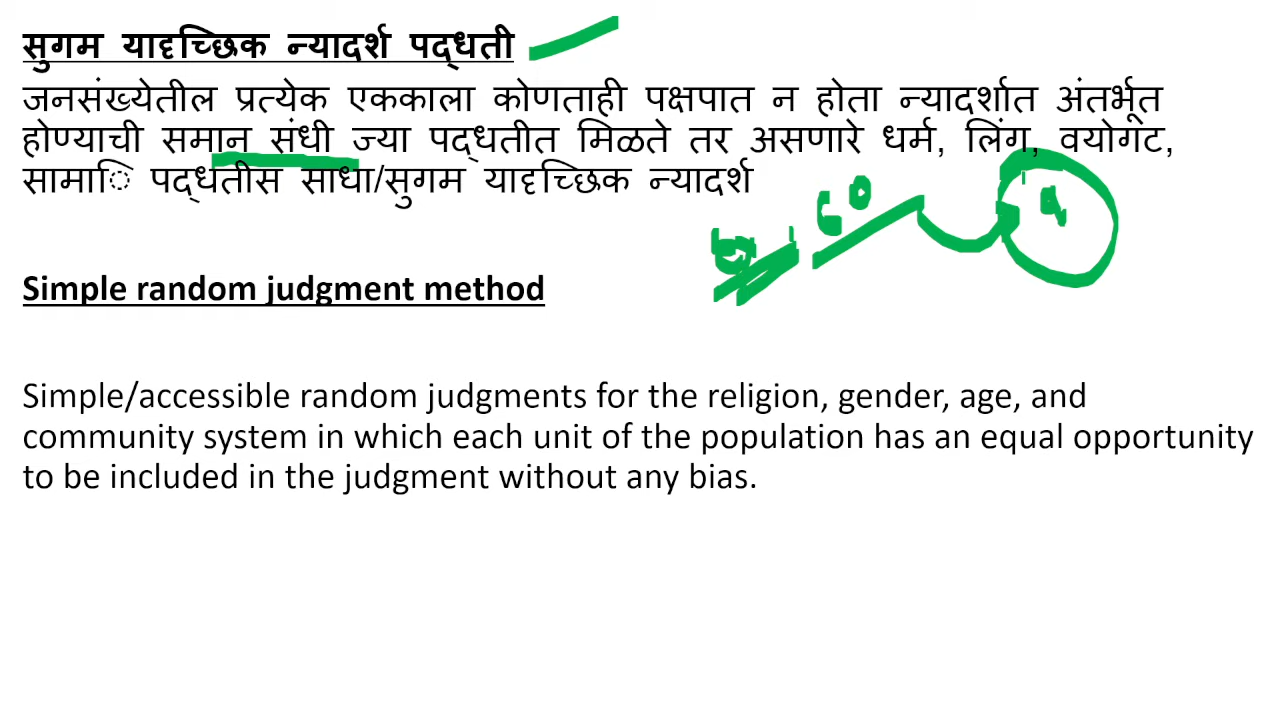 सुगम यादृच्छिक न्यादर्श पद्धती
जनसंख्येतील प्रत्येक एककाला कोणताही पक्षपात न होता न्यादर्शात अंतर्भूत
होण्याची समान संधी ज्या पद्धतीत मिळते तर असणारे धर्म, लिंग, वयोगट,
सामाि पद्धतीस साधा/सुगम यादृच्छिक न्यादर्श
Simple random judgment method
Simple/accessible random judgments for the religion, gender, age, and
community system in which each unit of the population has an equal opportunity
to be included in the judgment without any bias.